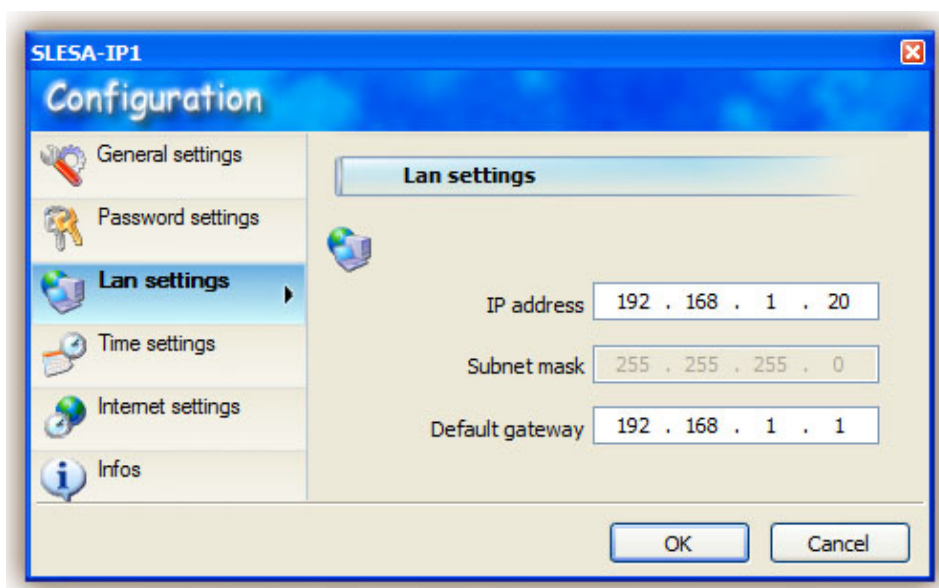 SLESA-IP1
Configuration
General settings
Password settings
Lan settings
Time settings
Internet settings
Infos
Lan settings
IP address 192 . 168 . 1 . 20
Subnet mask 255 . 255 . 255 . 0
Default gateway 192 . 168 . 1 . 1
OK Cancel